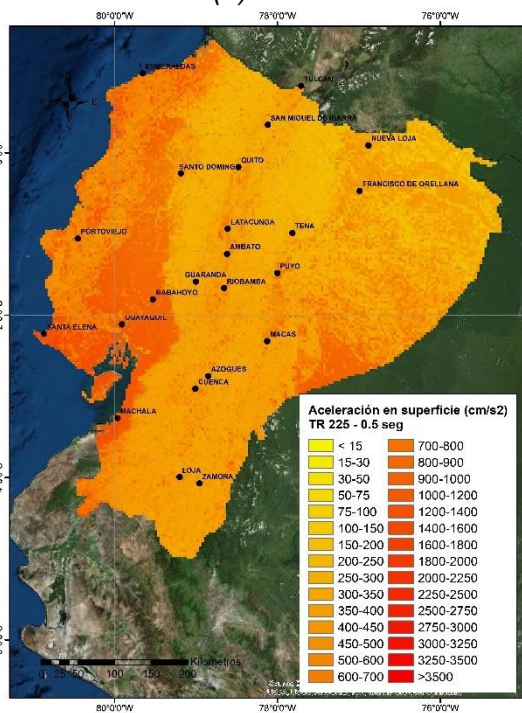 80°0'0"W 78°0'0"W 76°0'0"W
ESMERALDAS
TULCAN
SAN MIGUEL DE IBARRA
NUEVA LOJA
QUITO
SANTO DOMINGO
FRANCISCO DE ORELLANA
LATACUNGA
TENA
PORTOVIEJO
AMBATO
PUYO
GUARANDA
RIOBAMBA
BABAHOYO
GUAYAQUIL
SANTA ELENA
MACAS
AZOGUES
CUENCA
MACHALA
LOJA
ZAMORA
Aceleración en superficie (cm/s2)
TR 225 - 0.5 seg
< 15 700-800
15-30 800-900
30-50 900-1000
50-75 1000-1200
75-100 1200-1400
100-150 1400-1600
150-200 1600-1800
200-250 1800-2000
250-300 2000-2250
300-350 2250-2500
350-400 2500-2750
400-450 2750-3000
450-500 3000-3250
500-600 3250-3500
600-700 >3500
Kilometros
0 25 50 100 150 200
80°0'0"W 78°0'0"W 76°0'0"W